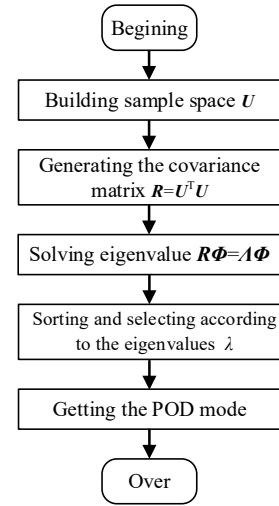 Begining
Building sample space U
Generating the covariance
matrix R=UᵀU
Solving eigenvalue RΦ=ΛΦ
Sorting and selecting according
to the eigenvalues λ
Getting the POD mode
Over